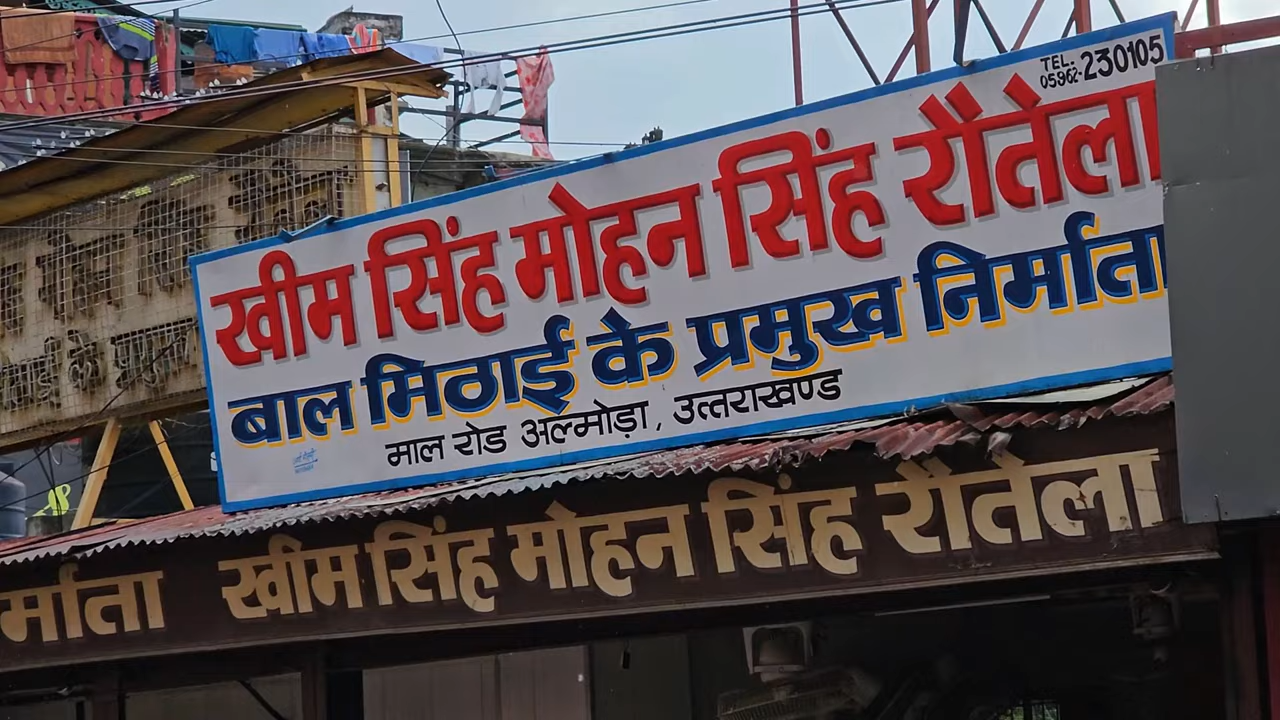 TEL.
05962-230105
खीम सिंह मोहन सिंह रौतेला
बाल मिठाई के प्रमुख निर्माता
माल रोड अल्मोड़ा, उत्तराखण्ड
र्माता खीम सिंह मोहन सिंह रौतेला